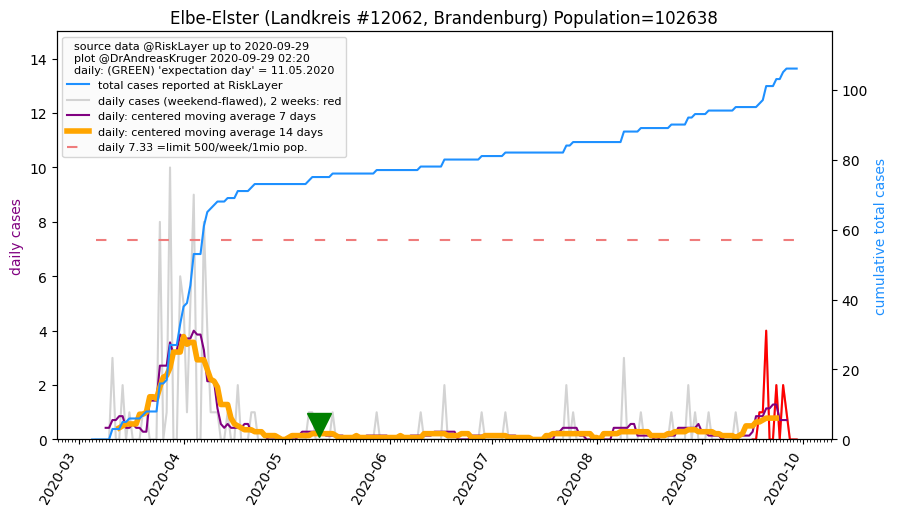 Elbe-Elster (Landkreis #12062, Brandenburg) Population=102638
source data @RiskLayer up to 2020-09-29
plot @DrAndreasKruger 2020-09-29 02:20
daily: (GREEN) 'expectation day' = 11.05.2020
total cases reported at RiskLayer
daily cases (weekend-flawed), 2 weeks: red
daily: centered moving average 7 days
daily: centered moving average 14 days
daily 7.33 =limit 500/week/1mio pop.
daily cases
14
12
10
8
6
4
2
0
cumulative total cases
100
80
60
40
20
0
2020-03
2020-04
2020-05
2020-06
2020-07
2020-08
2020-09
2020-10